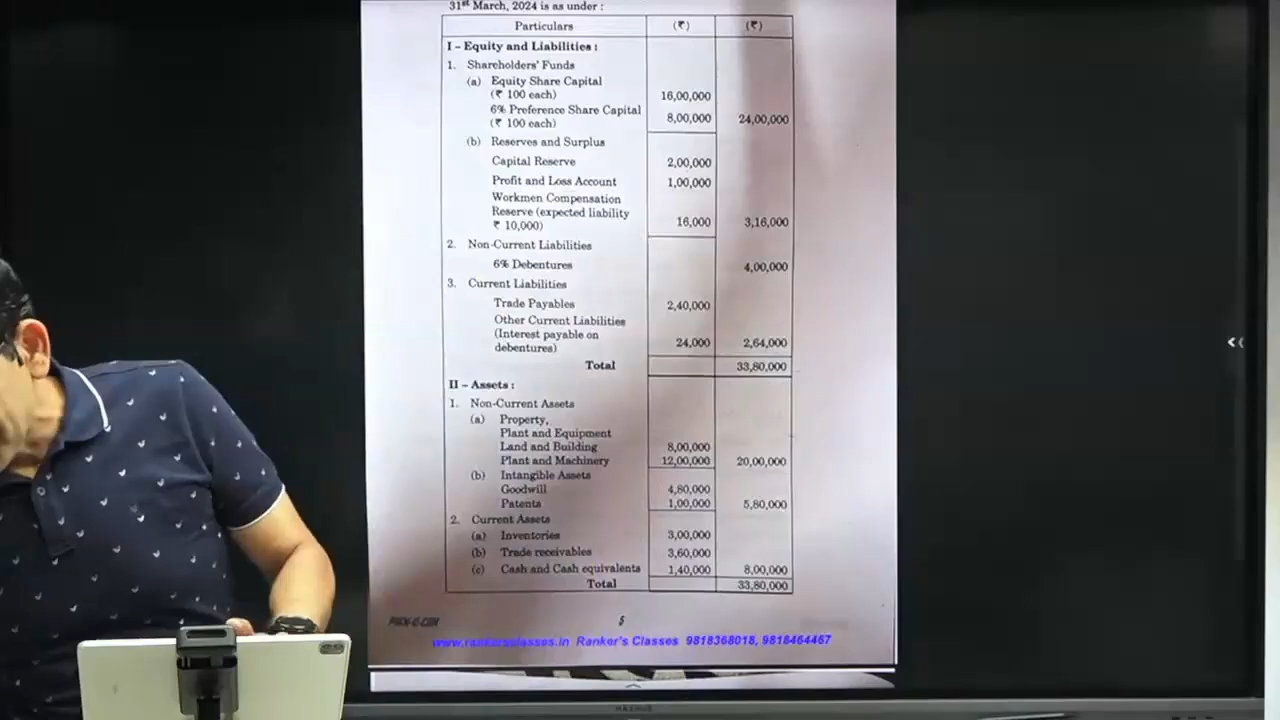 31st March, 2024 is as under :
Particulars (₹) (₹)
I – Equity and Liabilities :
1. Shareholders' Funds
(a) Equity Share Capital
(₹ 100 each) 16,00,000
6% Preference Share Capital
(₹ 100 each) 8,00,000 24,00,000
(b) Reserves and Surplus
Capital Reserve 2,00,000
Profit and Loss Account 1,00,000
Workmen Compensation
Reserve (expected liability
₹ 10,000) 16,000 3,16,000
2. Non-Current Liabilities
6% Debentures 4,00,000
3. Current Liabilities
Trade Payables 2,40,000
Other Current Liabilities
(Interest payable on
debentures) 24,000 2,64,000
Total 33,80,000
II – Assets :
1. Non-Current Assets
(a) Property,
Plant and Equipment
Land and Building 8,00,000
Plant and Machinery 12,00,000 20,00,000
(b) Intangible Assets
Goodwill 4,80,000
Patents 1,00,000 5,80,000
2. Current Assets
(a) Inventories 3,00,000
(b) Trade receivables 3,60,000
(c) Cash and Cash equivalents 1,40,000 8,00,000
Total 33,80,000
5
www.rankersclasses.in Ranker's Classes 9818368018, 9818464467